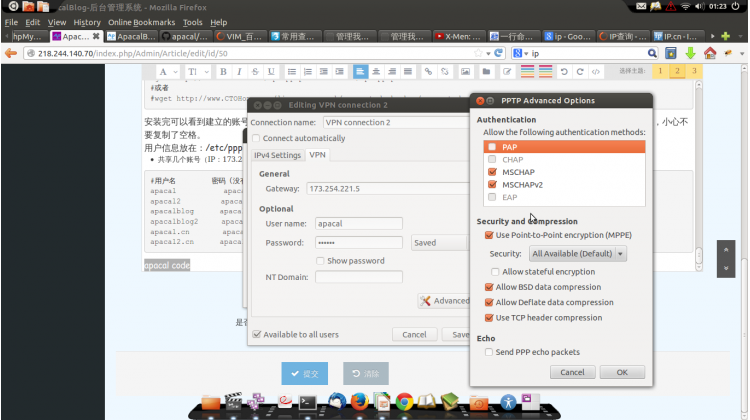 apcalBlog-后台管理系统 - Mozilla Firefox
01:23
File Edit View History Online Bookmarks Tools Help
hpMy... Apac... ApacalB... apacal/... VIM_百... 常用查... 管理我... 管理我... X-Men:... 一行命... ip - Goo... IP查询 -... IP.cn - I...
218.244.140.70/index.php/Admin/Article/edit/id/50
ip
选择主题: 1 2 3
#或者
#wget http://www.CTOHo
安装完可以看到建立的账号
，小心不
要复制了空格。
用户信息放在：/etc/ppp
共享几个账号（IP：173.2
#用户名 密码（没有
apacal apaca
apacal2 apaca
apacalblog apaca
apacalblog2 apaca
apacal.cn apaca
apacal2.cn apaca
apacal code
是否
提交 清除
Editing VPN connection 2
Connection name: VPN connection 2
Connect automatically
IPv4 Settings VPN
General
Gateway: 173.254.221.5
Optional
User name: apacal
Password: •••••• Saved
Show password
NT Domain:
Advanced
Available to all users Cancel Save
PPTP Advanced Options
Authentication
Allow the following authentication methods:
PAP
CHAP
MSCHAP
MSCHAPv2
EAP
Security and Compression
Use Point-to-Point encryption (MPPE)
Security: All Available (Default)
Allow stateful encryption
Allow BSD data compression
Allow Deflate data compression
Use TCP header compression
Echo
Send PPP echo packets
Cancel OK